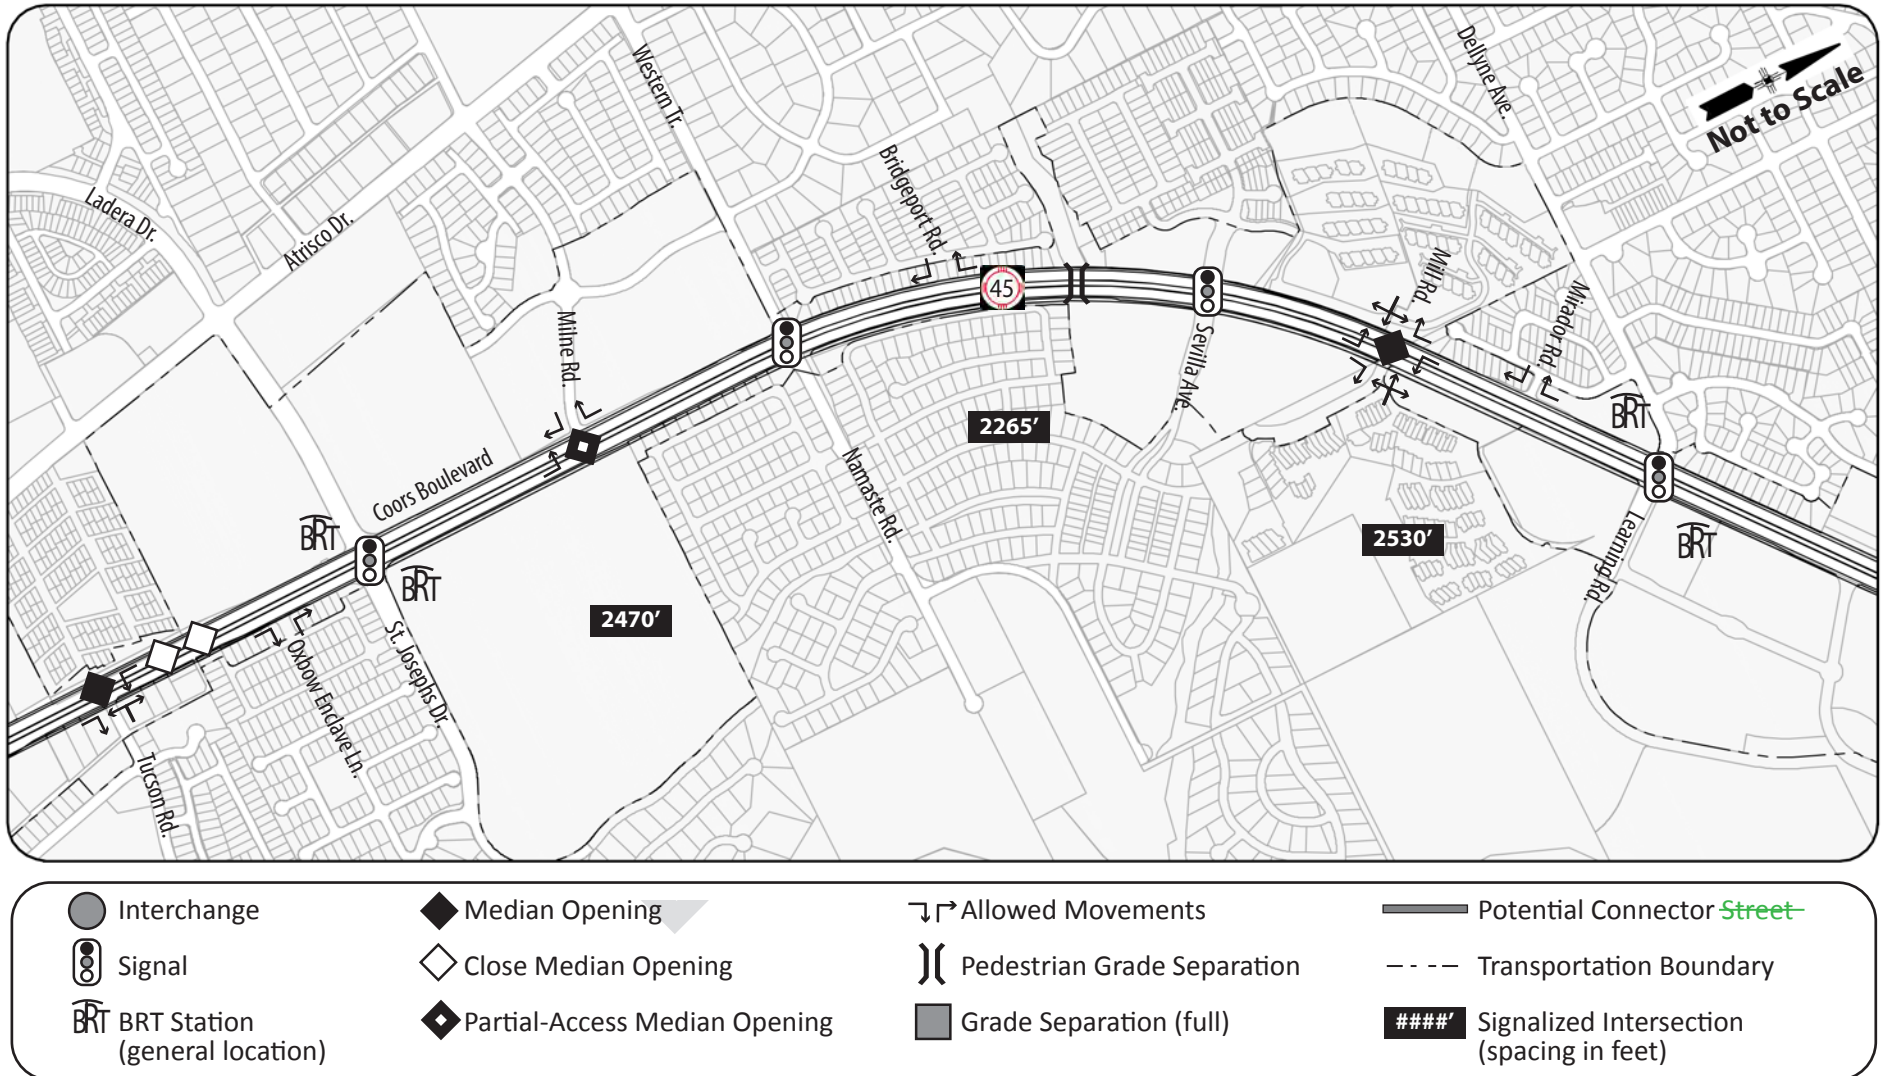 Western Tr.
Dellyne Ave.
Not to Scale
Ladera Dr.
Atrisco Dr.
Bridgeport Rd.
Milne Rd.
45
Sevilla Ave.
Mill Rd.
Mirador Rd.
BRT
2265’
Coors Boulevard
Namaste Rd.
BRT
BRT
2530’
Learning Rd.
BRT
2470’
St. Josephs Dr.
Oxbow Enclave Ln.
Tucson Rd.
Interchange
Median Opening
Allowed Movements
Potential Connector Street
Signal
Close Median Opening
Pedestrian Grade Separation
Transportation Boundary
BRT BRT Station
(general location)
Partial-Access Median Opening
Grade Separation (full)
####’ Signalized Intersection
(spacing in feet)